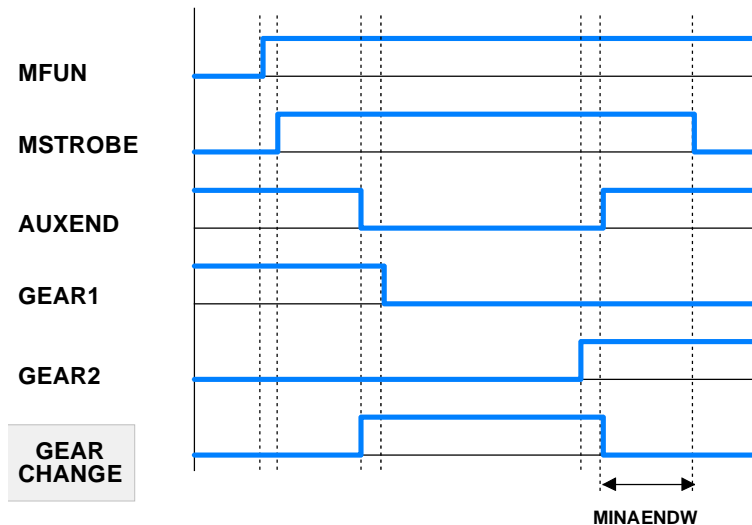 MFUN
MSTROBE
AUXEND
GEAR1
GEAR2
GEAR
CHANGE
MINAENDW